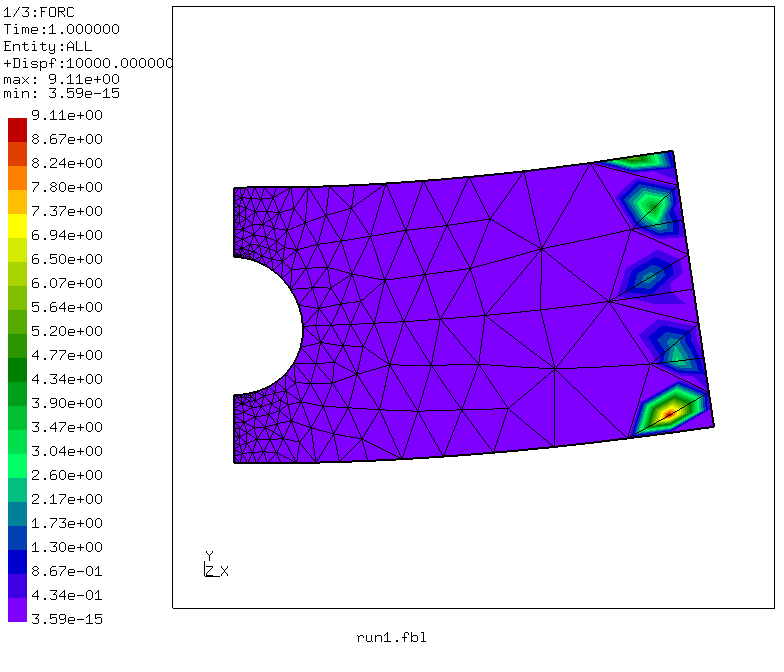 1/3:FORC
Time:1.000000
Entity:ALL
+Dispf:10000.000000
max: 9.11e+00
min: 3.59e-15
9.11e+00
8.67e+00
8.24e+00
7.80e+00
7.37e+00
6.94e+00
6.50e+00
6.07e+00
5.64e+00
5.20e+00
4.77e+00
4.34e+00
3.90e+00
3.47e+00
3.04e+00
2.60e+00
2.17e+00
1.73e+00
1.30e+00
8.67e-01
4.34e-01
3.59e-15
Y
Z X
run1.fbl